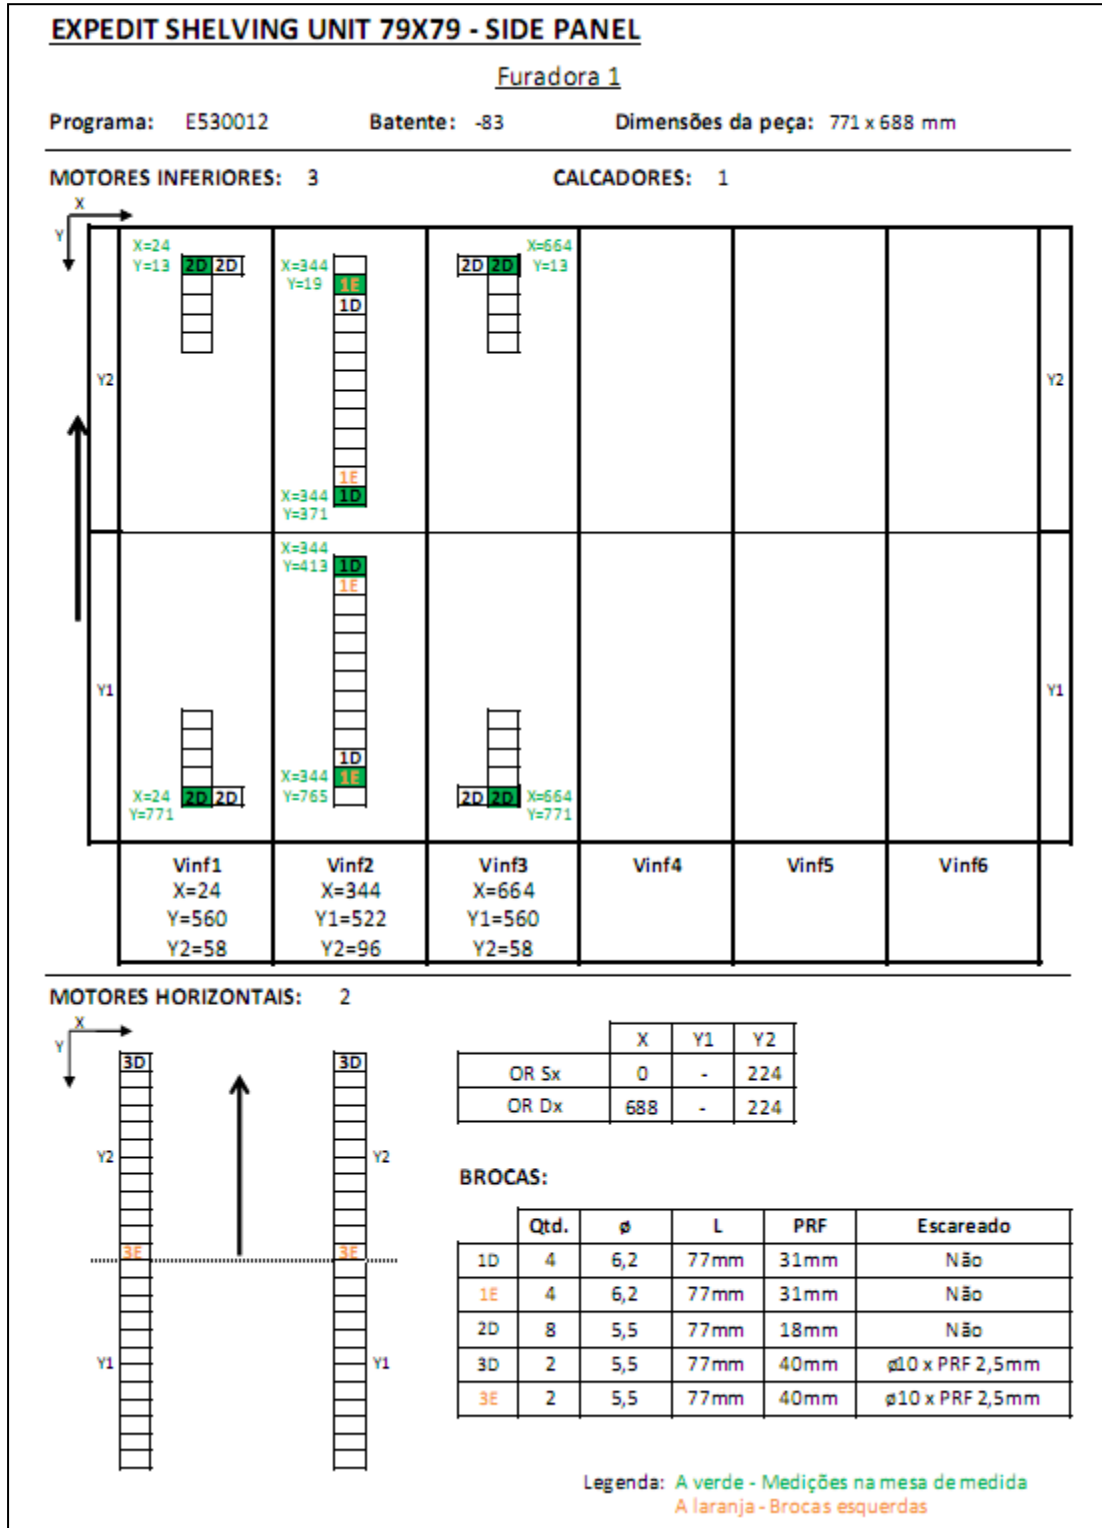 EXPEDIT SHELVING UNIT 79X79 - SIDE PANEL
Furadora 1
Programa: E530012 Batente: -83 Dimensões da peça: 771 x 688 mm
MOTORES INFERIORES: 3 CALCADORES: 1
X
Y
X=24 X=664
Y=13 2D 2D X=344 2D 2D Y=13
Y=19 1E
1D
Y2 Y2
1E
X=344 1D
Y=371
X=344
Y=413 1D
1E
Y1 Y1
1D
X=344 1E
X=24 2D 2D Y=765 2D 2D X=664
Y=771 Y=771
Vinf1 Vinf2 Vinf3 Vinf4 Vinf5 Vinf6
X=24 X=344 X=664
Y=560 Y1=522 Y1=560
Y2=58 Y2=96 Y2=58
MOTORES HORIZONTAIS: 2
X
Y
3D 3D
Y2 Y2
3E 3E
Y1 Y1
X Y1 Y2
OR Sx 0 - 224
OR Dx 688 - 224
BROCAS:
Qtd. ø L PRF Escareado
1D 4 6,2 77mm 31mm Não
1E 4 6,2 77mm 31mm Não
2D 8 5,5 77mm 18mm Não
3D 2 5,5 77mm 40mm ø10 x PRF 2,5mm
3E 2 5,5 77mm 40mm ø10 x PRF 2,5mm
Legenda: A verde - Medições na mesa de medida
A laranja - Brocas esquerdas